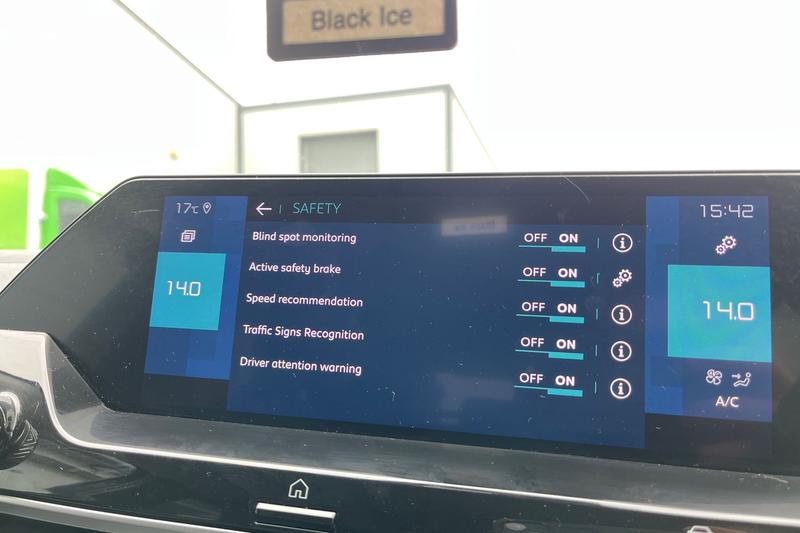 Black Ice
17°C
SAFETY
15:42
Blind spot monitoring OFF ON
Active safety brake OFF ON
14.0
Speed recommendation OFF ON
14.0
Traffic Signs Recognition OFF ON
Driver attention warning OFF ON
A/C